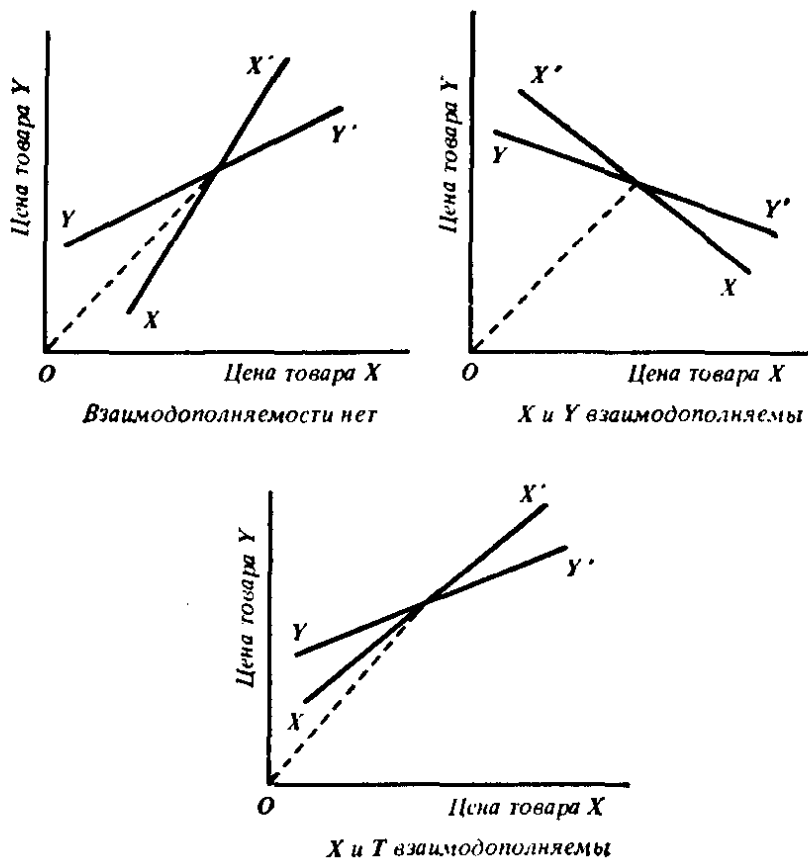 Цена товара Y
X'
Y'
Y
X
O
Цена товара X
Взаимодополняемости нет
Цена товара Y
X'
Y
Y'
X
O
Цена товара X
X и Y взаимодополняемы
Цена товара Y
X'
Y'
Y
X
O
Цена товара X
X и T взаимодополняемы